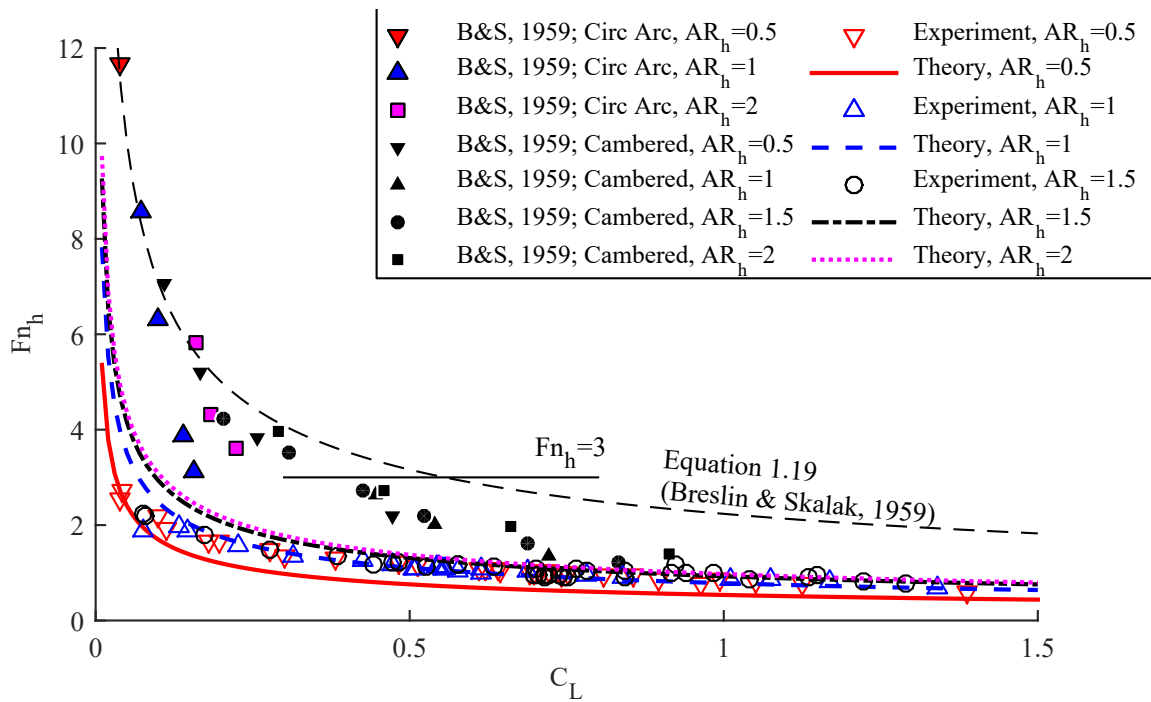 12
10
8
6
4
2
0
Fn_h
0
0.5
1
1.5
C_L
B&S, 1959; Circ Arc, AR_h=0.5
B&S, 1959; Circ Arc, AR_h=1
B&S, 1959; Circ Arc, AR_h=2
B&S, 1959; Cambered, AR_h=0.5
B&S, 1959; Cambered, AR_h=1
B&S, 1959; Cambered, AR_h=1.5
B&S, 1959; Cambered, AR_h=2
Experiment, AR_h=0.5
Theory, AR_h=0.5
Experiment, AR_h=1
Theory, AR_h=1
Experiment, AR_h=1.5
Theory, AR_h=1.5
Theory, AR_h=2
Fn_h=3
Equation 1.19
(Breslin & Skalak, 1959)